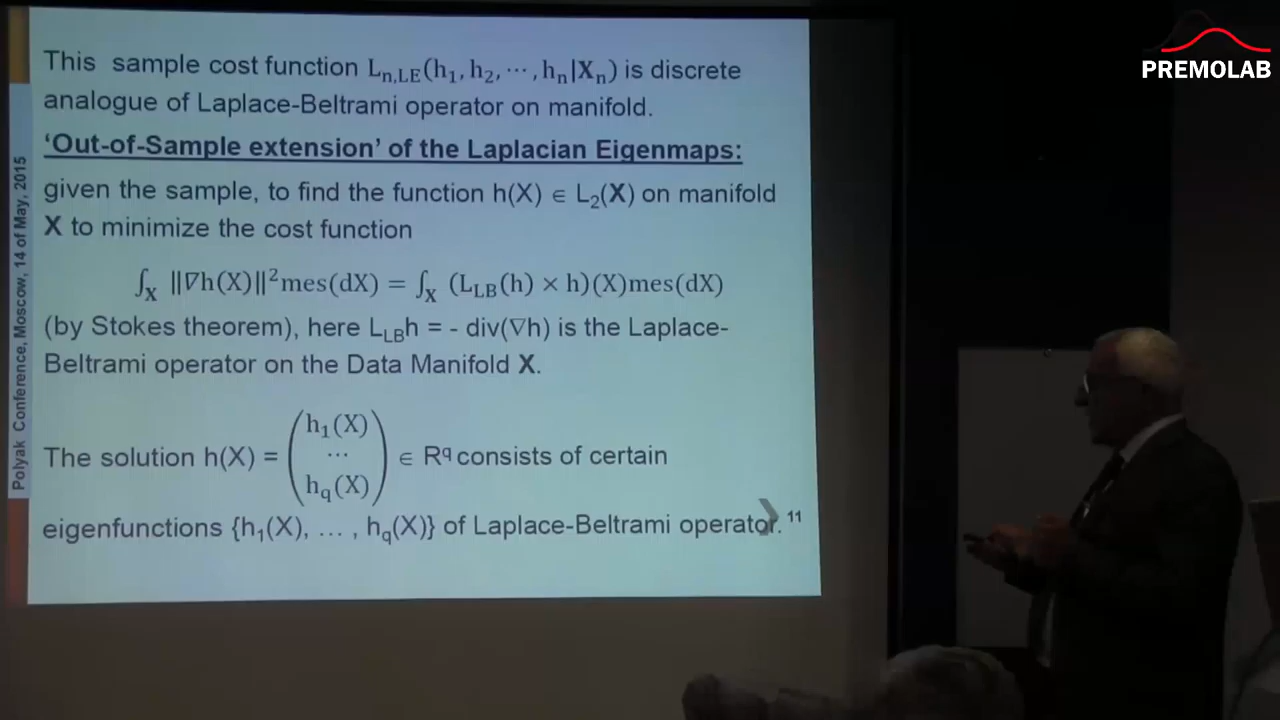 This sample cost function Lₙ,LE(h₁, h₂, ⋯, hₙ|Xₙ) is discrete
analogue of Laplace-Beltrami operator on manifold.
‘Out-of-Sample extension’ of the Laplacian Eigenmaps:
given the sample, to find the function h(X) ∈ L₂(X) on manifold
X to minimize the cost function
∫X ‖∇h(X)‖²mes(dX) = ∫X (LLB(h) × h)(X)mes(dX)
(by Stokes theorem), here LLBh = - div(∇h) is the Laplace-
Beltrami operator on the Data Manifold X.
h₁(X)
The solution h(X) = ( ⋯ ) ∈ Rq consists of certain
hq(X)
eigenfunctions {h₁(X), … , hq(X)} of Laplace-Beltrami operator. 11
Polyak Conference, Moscow, 14 of May, 2015
PREMOLAB